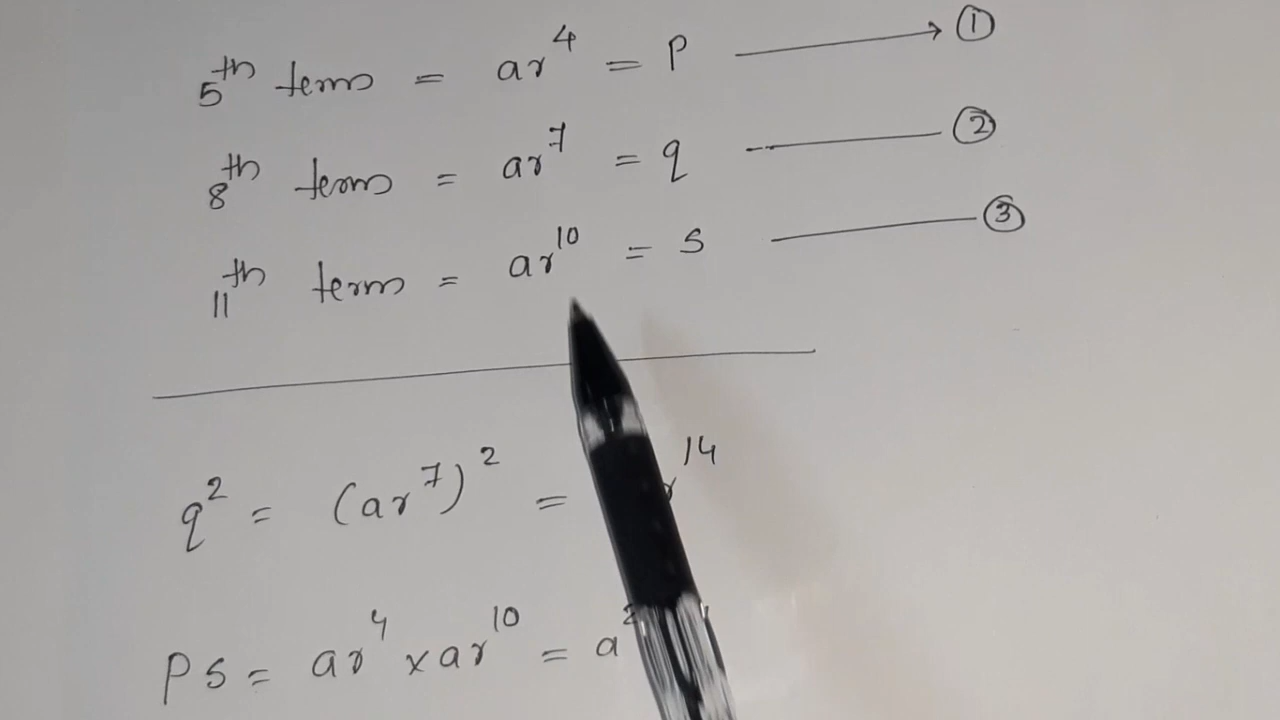 5th term = ar^4 = P ⟶ ①
8th term = ar^7 = q — ②
11th term = ar^10 = s — ③
q^2 = (ar^7)^2 = r^14
PS = ar^4 × ar^10 = a^2